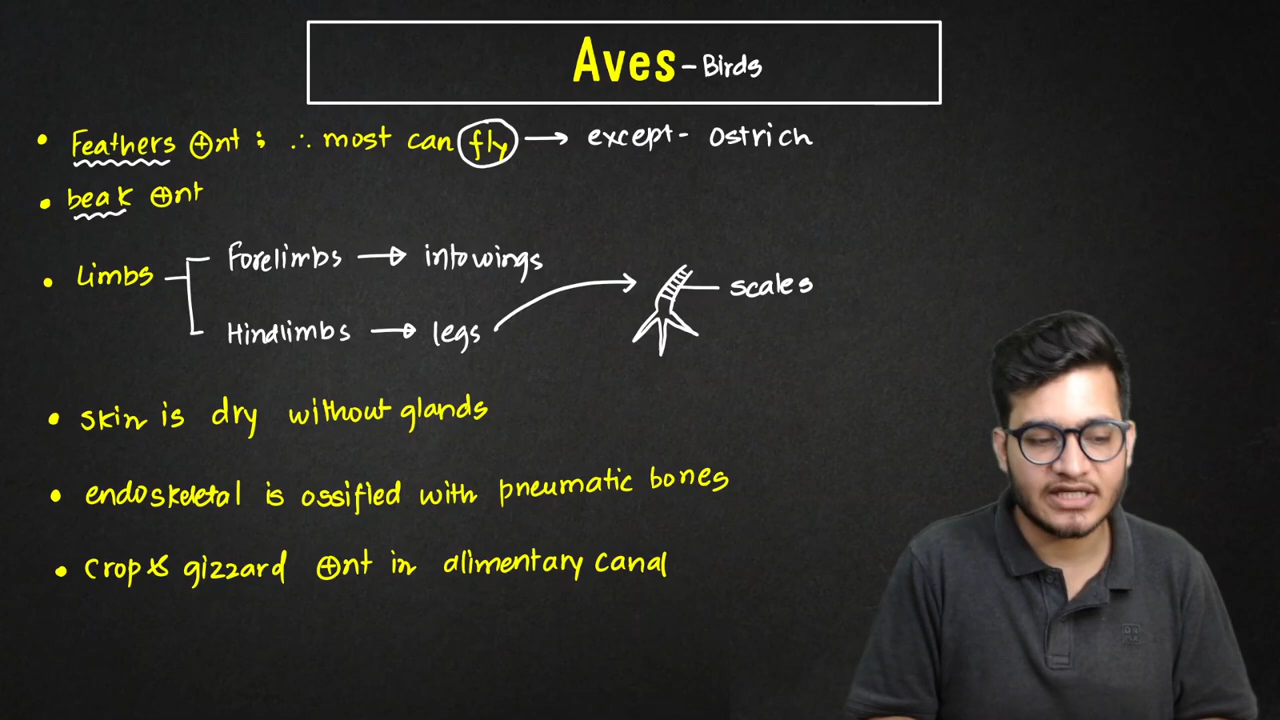 Aves - Birds
• Feathers ⊕nt ; ∴ most can fly → except - Ostrich
• beak ⊕nt
• Limbs
Forelimbs → into wings
Hindlimbs → legs
scales
• skin is dry without glands
• endoskeletal is ossified with pneumatic bones
• crop & gizzard ⊕nt in alimentary canal